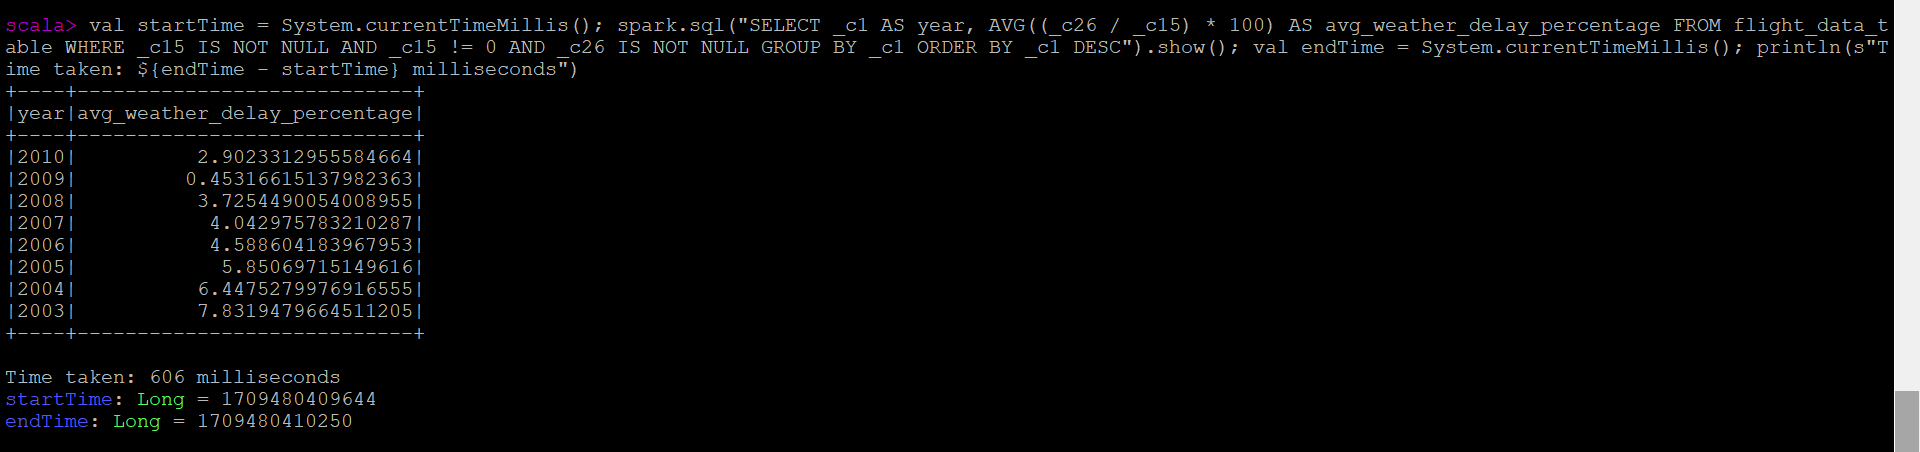 scala> val startTime = System.currentTimeMillis(); spark.sql("SELECT _c1 AS year, AVG((_c26 / _c15) * 100) AS avg_weather_delay_percentage FROM flight_data_t
able WHERE _c15 IS NOT NULL AND _c15 != 0 AND _c26 IS NOT NULL GROUP BY _c1 ORDER BY _c1 DESC").show(); val endTime = System.currentTimeMillis(); println(s"T
ime taken: ${endTime - startTime} milliseconds")
+----+----------------------------+
|year|avg_weather_delay_percentage|
+----+----------------------------+
|2010|          2.9023312955584664|
|2009|         0.45316615137982363|
|2008|          3.7254490054008955|
|2007|           4.042975783210287|
|2006|           4.588604183967953|
|2005|            5.85069715149616|
|2004|          6.4475279976916555|
|2003|          7.8319479664511205|
+----+----------------------------+
Time taken: 606 milliseconds
startTime: Long = 1709480409644
endTime: Long = 1709480410250